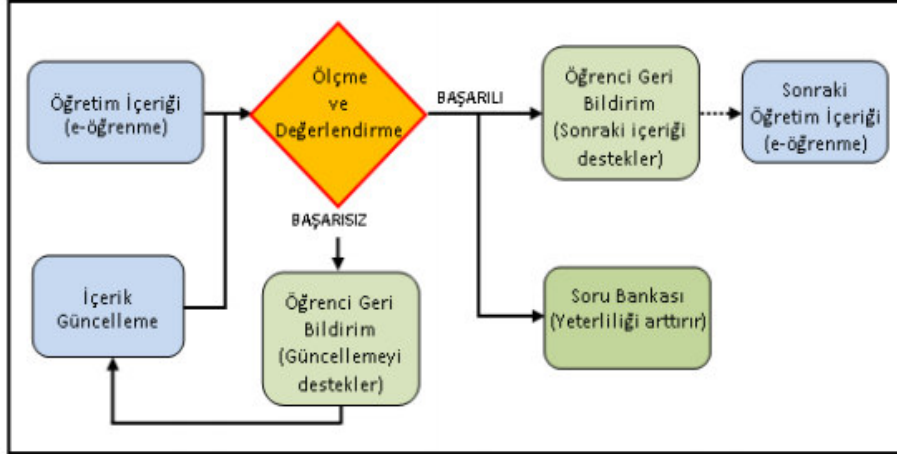 Öğretim İçeriği
(e-öğrenme)
Ölçme
ve
Değerlendirme
BAŞARILI
Öğrenci Geri
Bildirim
(Sonraki içeriği
destekler)
Sonraki
Öğretim İçeriği
(e-öğrenme)
BAŞARISIZ
İçerik
Güncelleme
Öğrenci Geri
Bildirim
(Güncellemeyi
destekler)
Soru Bankası
(Yeterliliği arttırır)